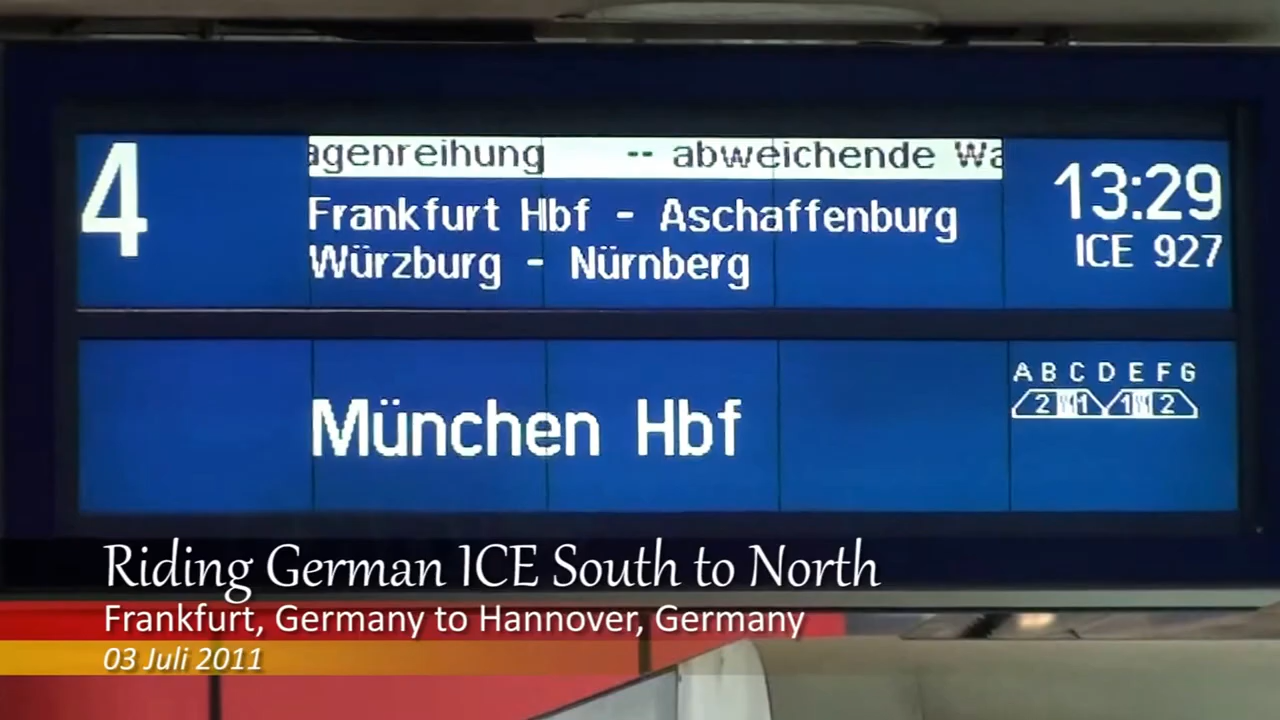 4
agenreihung -- abweichende Wa
Frankfurt Hbf - Aschaffenburg
Würzburg - Nürnberg
13:29
ICE 927
München Hbf
A B C D E F G
2 1 1 2
Riding German ICE South to North
Frankfurt, Germany to Hannover, Germany
03 Juli 2011